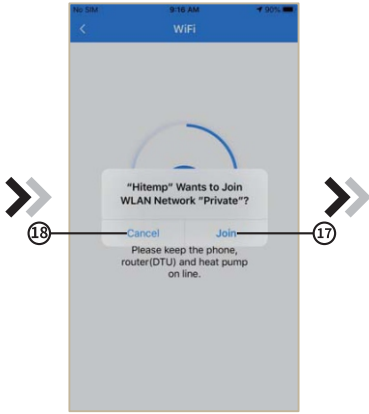 No SIM 9:16 AM 90%
WiFi
"Hitemp" Wants to Join
WLAN Network "Private"?
18 Cancel Join 17
Please keep the phone,
router(DTU) and heat pump
on line.